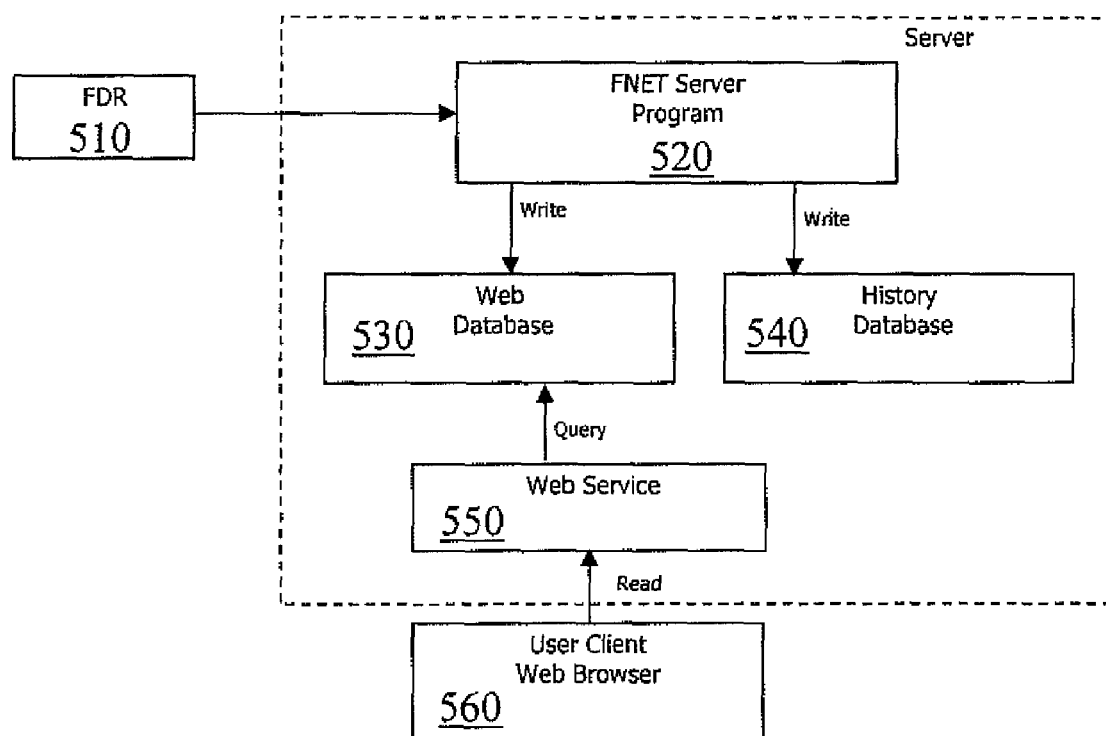 Server
FDR
510
FNET Server
Program
520
Write
Write
Web
Database
530
History
Database
540
Query
Web Service
550
Read
User Client
Web Browser
560